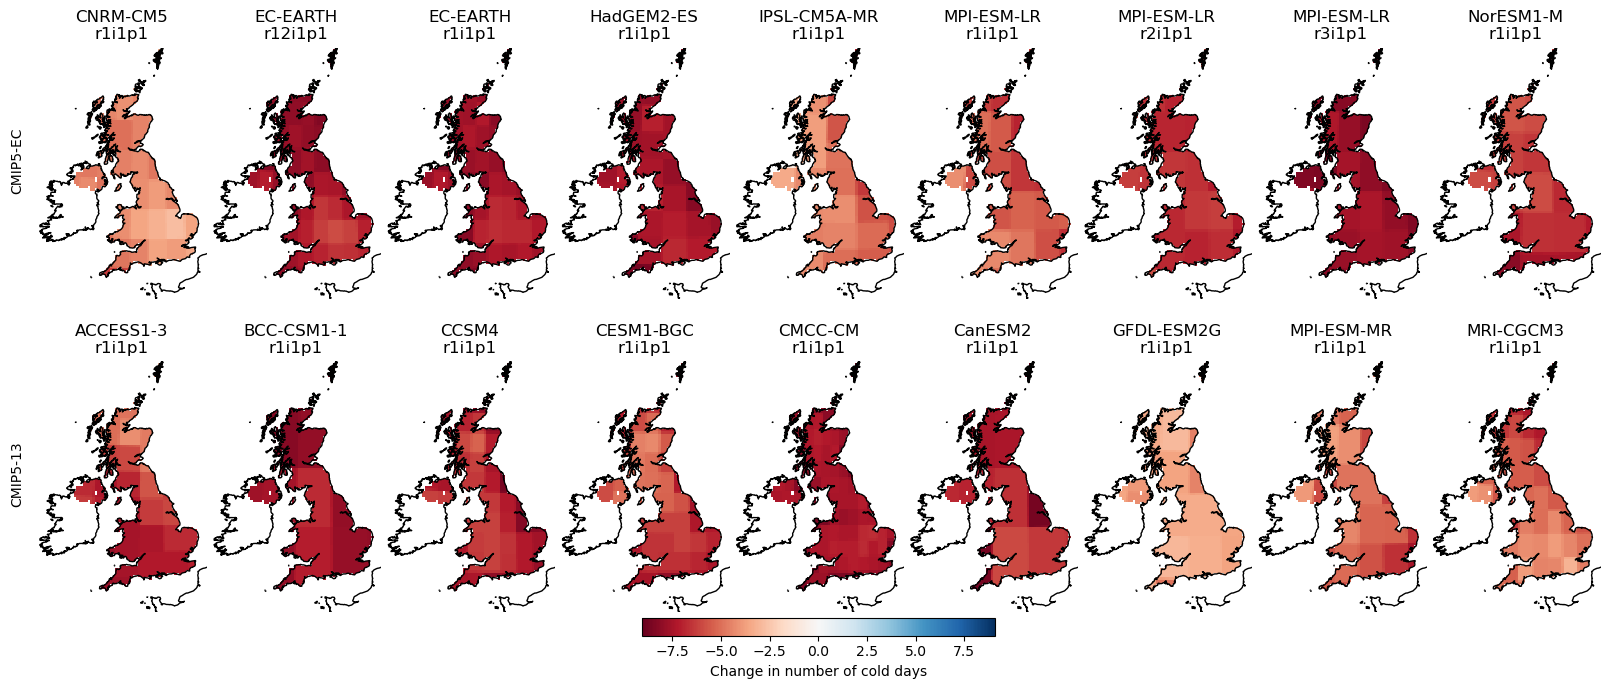 CNRM-CM5
r1i1p1
EC-EARTH
r12i1p1
EC-EARTH
r1i1p1
HadGEM2-ES
r1i1p1
IPSL-CM5A-MR
r1i1p1
MPI-ESM-LR
r1i1p1
MPI-ESM-LR
r2i1p1
MPI-ESM-LR
r3i1p1
NorESM1-M
r1i1p1
CMIP5-EC
ACCESS1-3
r1i1p1
BCC-CSM1-1
r1i1p1
CCSM4
r1i1p1
CESM1-BGC
r1i1p1
CMCC-CM
r1i1p1
CanESM2
r1i1p1
GFDL-ESM2G
r1i1p1
MPI-ESM-MR
r1i1p1
MRI-CGCM3
r1i1p1
CMIP5-13
−7.5 −5.0 −2.5 0.0 2.5 5.0 7.5
Change in number of cold days